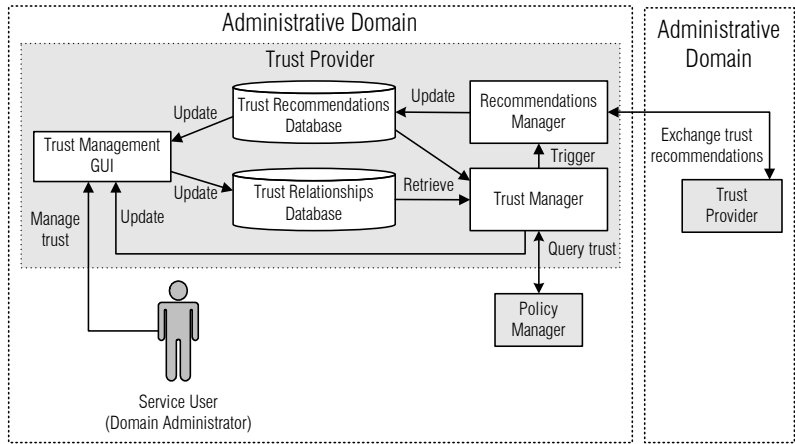 Administrative Domain
Trust Provider
Trust Management
GUI
Update
Trust Recommendations
Database
Update
Recommendations
Manager
Update
Trust Relationships
Database
Retrieve
Trigger
Trust Manager
Manage
trust
Update
Query trust
Policy
Manager
Service User
(Domain Administrator)
Administrative
Domain
Exchange trust
recommendations
Trust
Provider